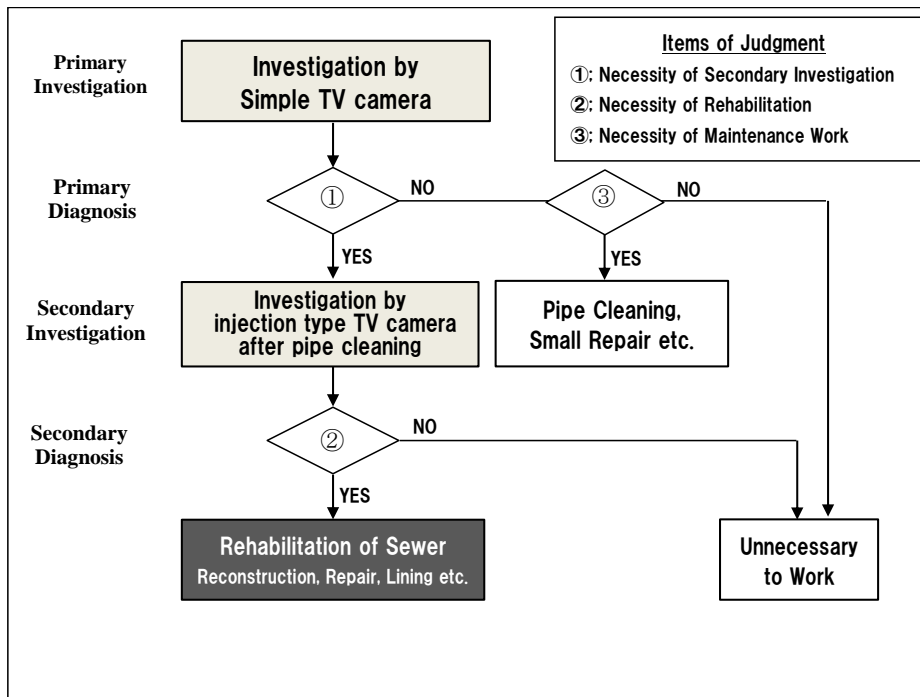 Primary
Investigation
Investigation by
Simple TV camera
Items of Judgment
①; Necessity of Secondary Investigation
②; Necessity of Rehabilitation
③; Necessity of Maintenance Work
Primary
Diagnosis
①
NO
③
NO
YES
YES
Secondary
Investigation
Investigation by
injection type TV camera
after pipe cleaning
Pipe Cleaning,
Small Repair etc.
Secondary
Diagnosis
②
NO
YES
Rehabilitation of Sewer
Reconstruction, Repair, Lining etc.
Unnecessary
to Work